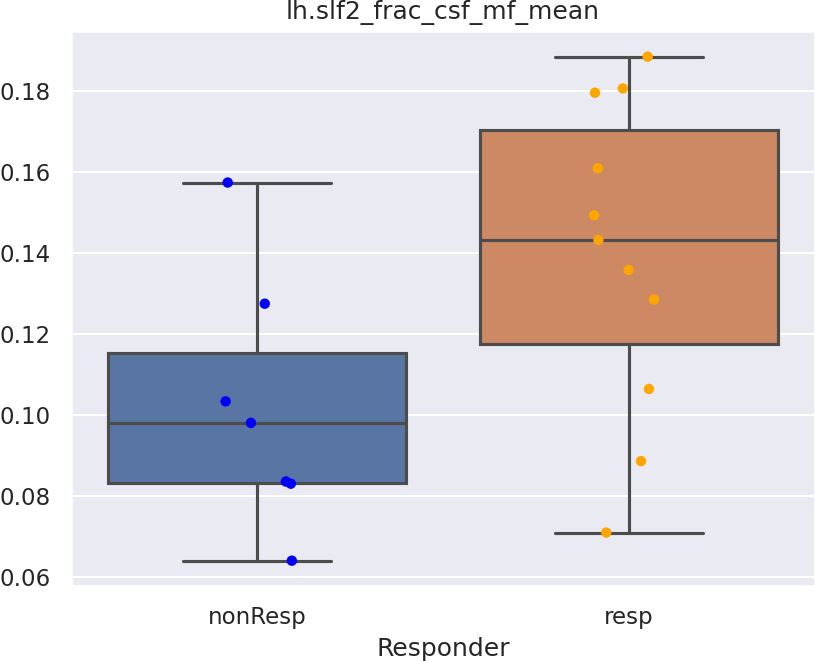 lh.slf2_frac_csf_mf_mean
0.18
0.16
0.14
0.12
0.10
0.08
0.06
nonResp
resp
Responder